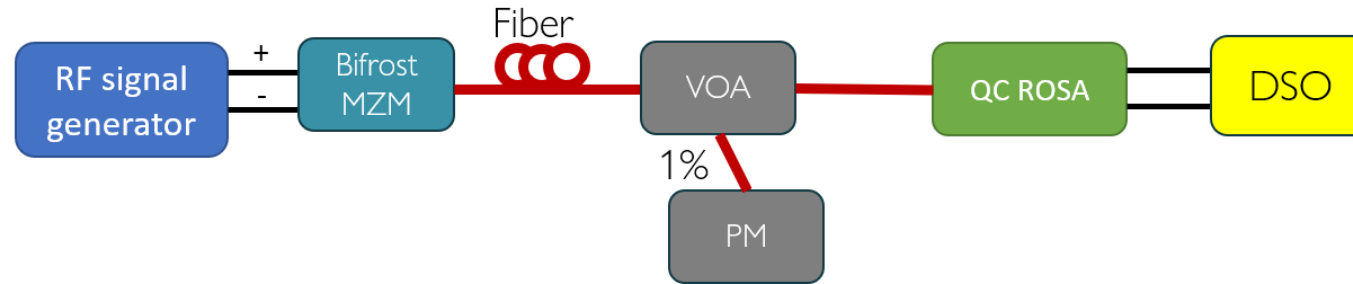 Fiber
RF signal
generator
+
-
Bifrost
MZM
VOA
QC ROSA
DSO
1%
PM